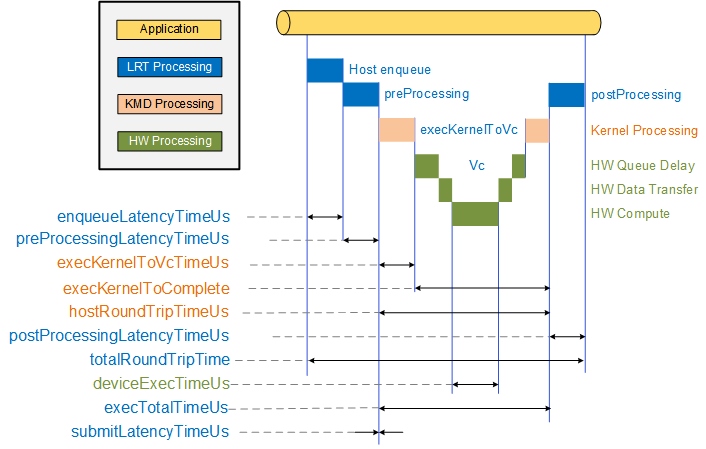 Application
LRT Processing
KMD Processing
HW Processing
Host enqueue
preProcessing
postProcessing
execKernelToVc
Kernel Processing
Vc
HW Queue Delay
HW Data Transfer
HW Compute
enqueueLatencyTimeUs
preProcessingLatencyTimeUs
execKernelToVcTimeUs
execKernelToComplete
hostRoundTripTimeUs
postProcessingLatencyTimeUs
totalRoundTripTime
deviceExecTimeUs
execTotalTimeUs
submitLatencyTimeUs